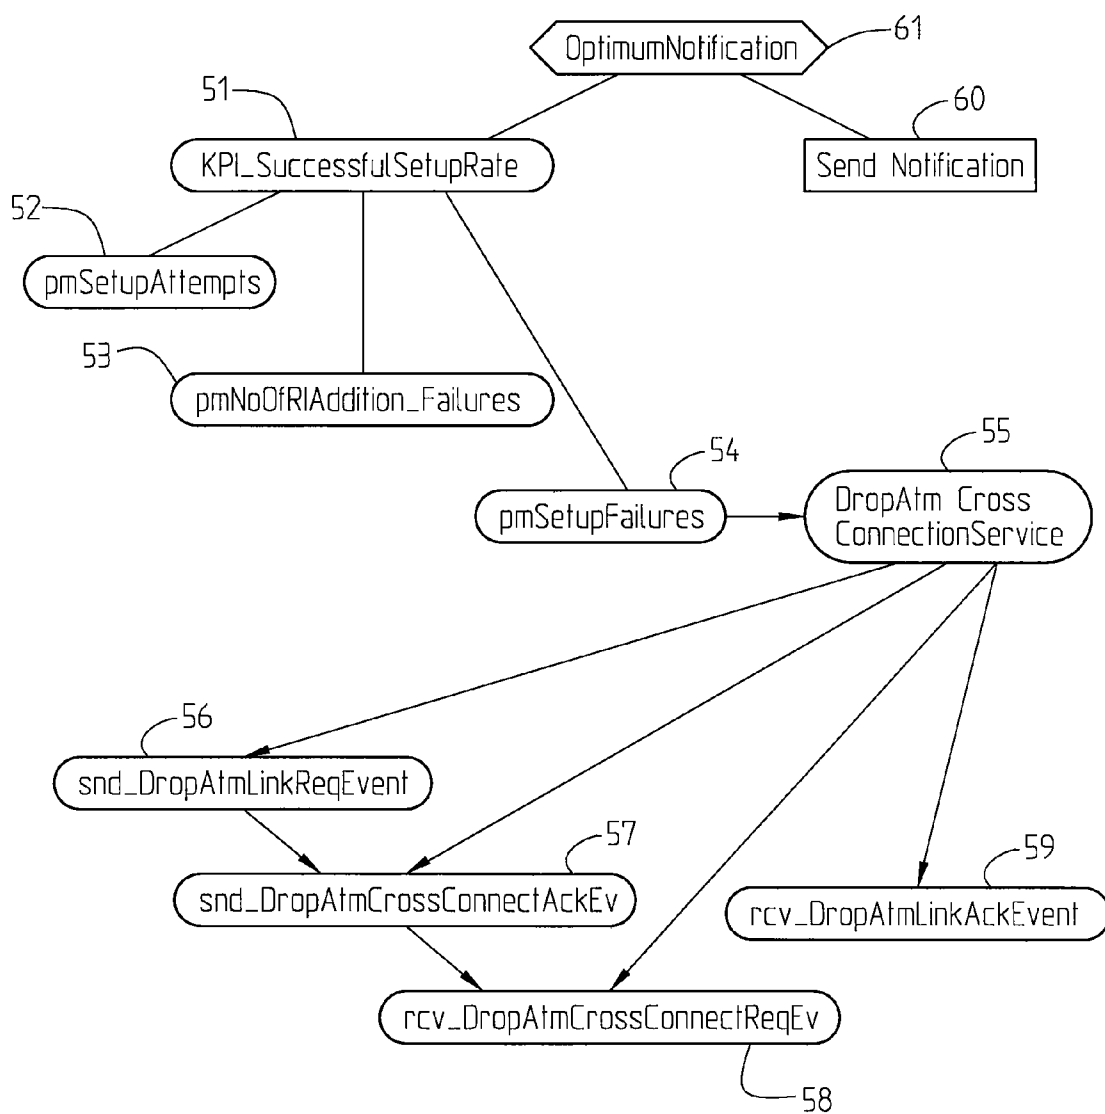 61
OptimumNotification
51
60
KPI_SuccessfulSetupRate
Send Notification
52
pmSetupAttempts
53
pmNoOfRlAddition_Failures
54
55
pmSetupFailures
DropAtm Cross
ConnectionService
56
snd_DropAtmLinkReqEvent
57
59
snd_DropAtmCrossConnectAckEv
rcv_DropAtmLinkAckEvent
rcv_DropAtmCrossConnectReqEv
58